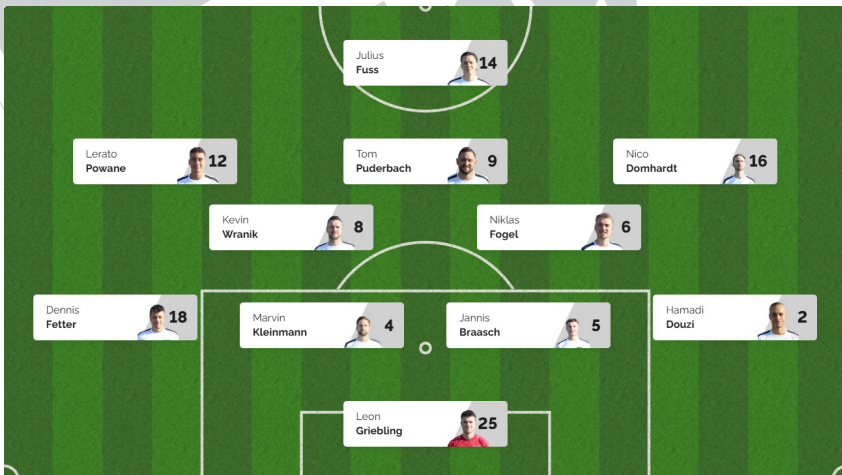 Julius
Fuss
14
Lerato
Powane
12
Tom
Puderbach
9
Nico
Domhardt
16
Kevin
Wranik
8
Niklas
Fogel
6
Dennis
Fetter
18
Marvin
Kleinmann
4
Jannis
Braasch
5
Hamadi
Douzi
2
Leon
Griebling
25